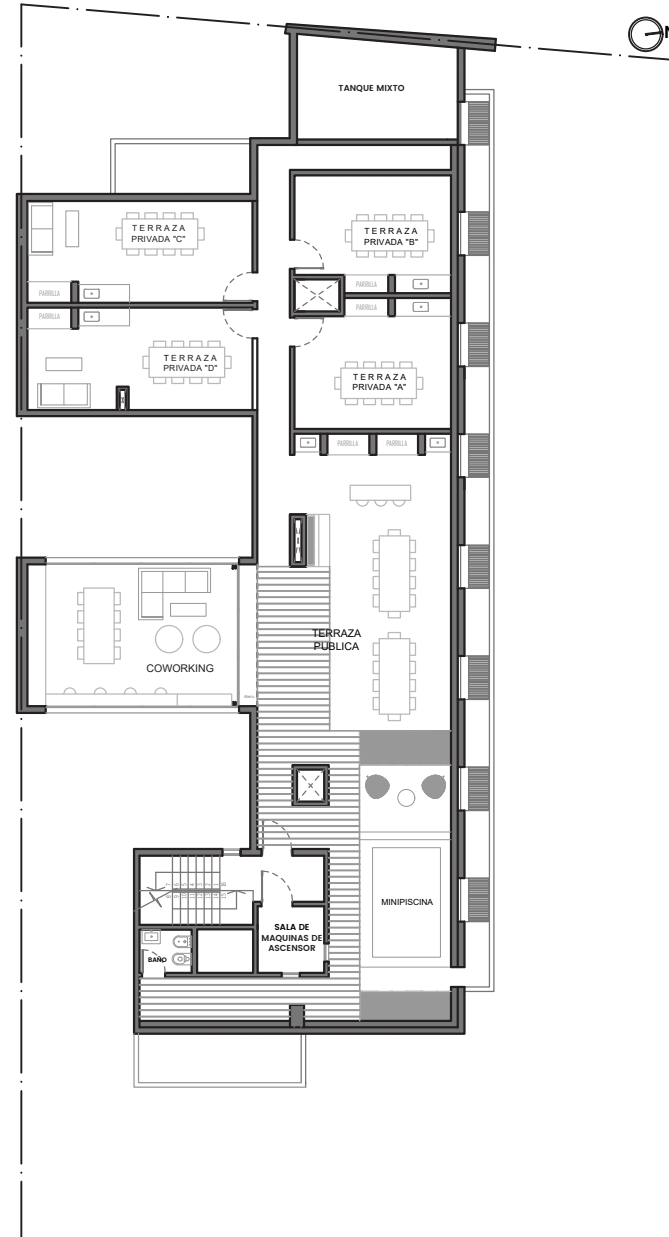 N
TANQUE MIXTO
TERRAZA
PRIVADA "C"
TERRAZA
PRIVADA "B"
PARRILLA
PARRILLA
PARRILLA
PARRILLA
TERRAZA
PRIVADA "D"
TERRAZA
PRIVADA "A"
PARRILLA
PARRILLA
TERRAZA
PUBLICA
COWORKING
MINIPISCINA
SALA DE
MAQUINAS DE
ASCENSOR
BAÑO